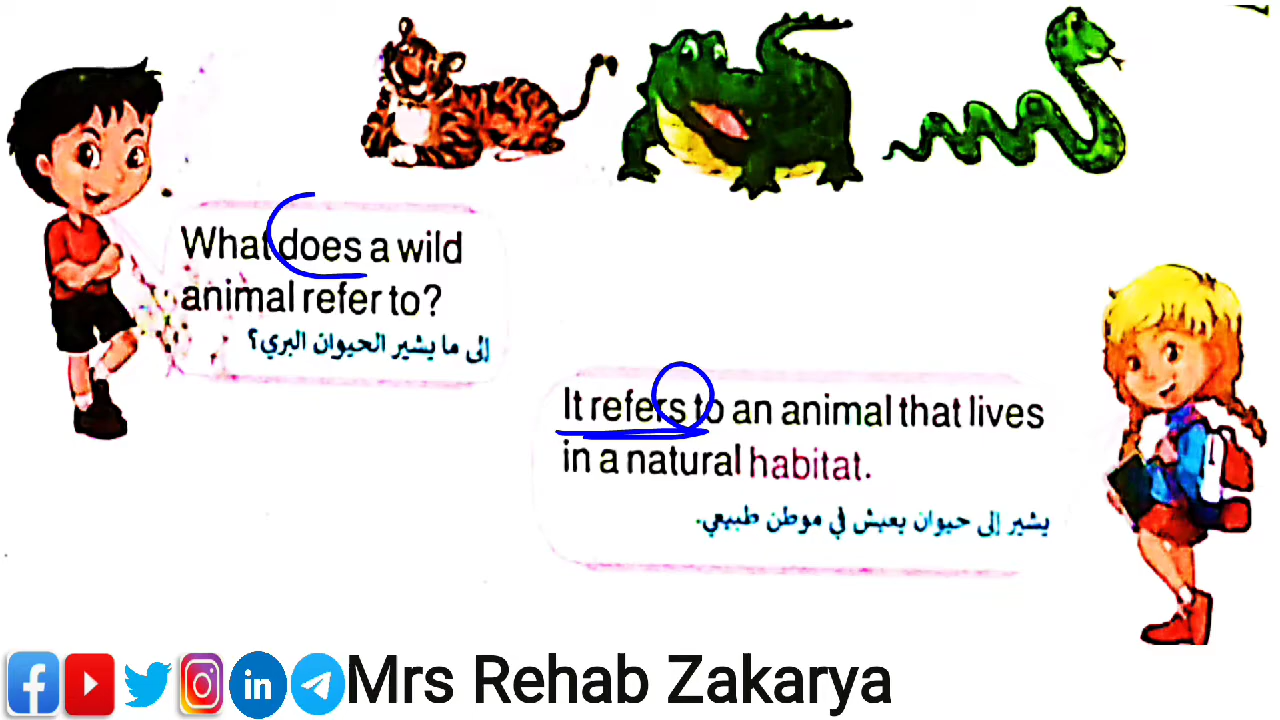 What does a wild
animal refer to?
إلى ما يشير الحيوان البري؟
It refers to an animal that lives
in a natural habitat.
يشير إلى حيوان يعيش في موطن طبيعي.
Mrs Rehab Zakarya